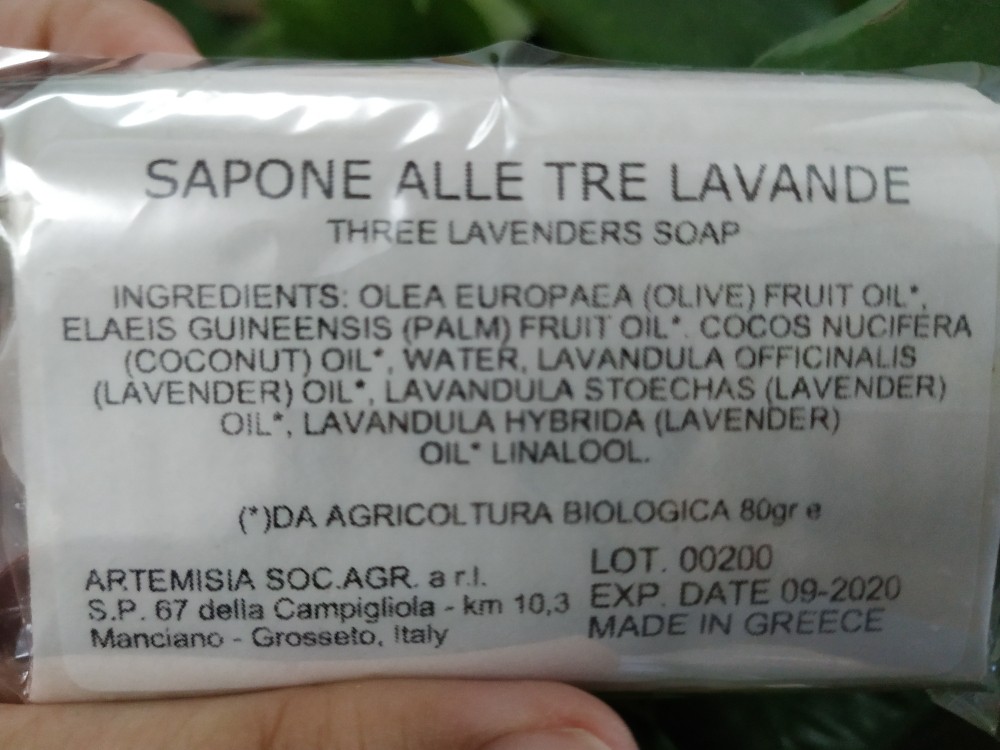 SAPONE ALLE TRE LAVANDE
THREE LAVENDERS SOAP
INGREDIENTS: OLEA EUROPAEA (OLIVE) FRUIT OIL*,
ELAEIS GUINEENSIS (PALM) FRUIT OIL*. COCOS NUCIFERA
(COCONUT) OIL*, WATER, LAVANDULA OFFICINALIS
(LAVENDER) OIL*, LAVANDULA STOECHAS (LAVENDER)
OIL*, LAVANDULA HYBRIDA (LAVENDER)
OIL* LINALOOL.
(*)DA AGRICOLTURA BIOLOGICA 80gr e
ARTEMISIA SOC.AGR. a r.l.
S.P. 67 della Campigliola - km 10,3
Manciano - Grosseto, Italy
LOT. 00200
EXP. DATE 09-2020
MADE IN GREECE